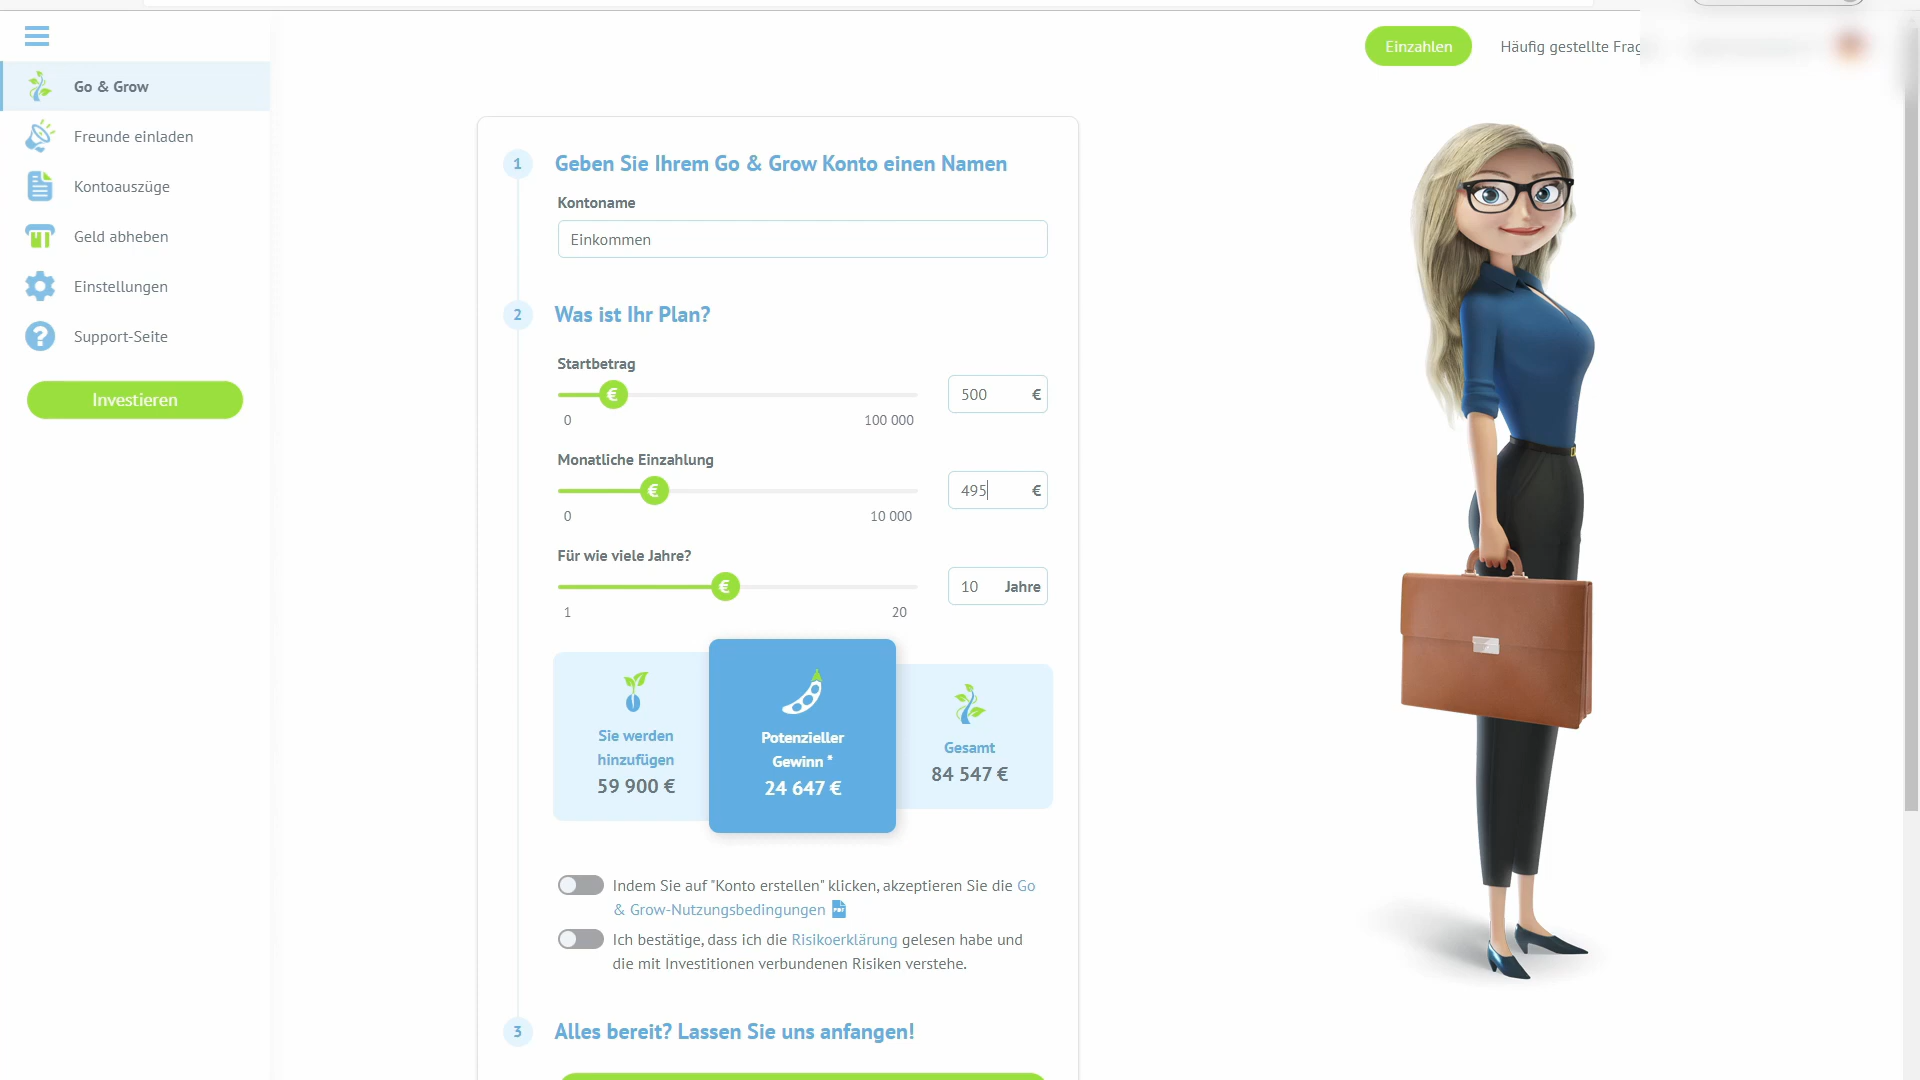 Einzahlen
Häufig gestellte Frag
Go & Grow
Freunde einladen
Kontoauszüge
Geld abheben
Einstellungen
Support-Seite
Investieren
1
Geben Sie Ihrem Go & Grow Konto einen Namen
Kontoname
Einkommen
2
Was ist Ihr Plan?
Startbetrag
€
500 €
0 100 000
Monatliche Einzahlung
€
495 €
0 10 000
Für wie viele Jahre?
€
10 Jahre
1 20
Sie werden
hinzufügen
59 900 €
Potenzieller
Gewinn *
24 647 €
Gesamt
84 547 €
Indem Sie auf "Konto erstellen" klicken, akzeptieren Sie die Go
& Grow-Nutzungsbedingungen PDF
Ich bestätige, dass ich die Risikoerklärung gelesen habe und
die mit Investitionen verbundenen Risiken verstehe.
3
Alles bereit? Lassen Sie uns anfangen!